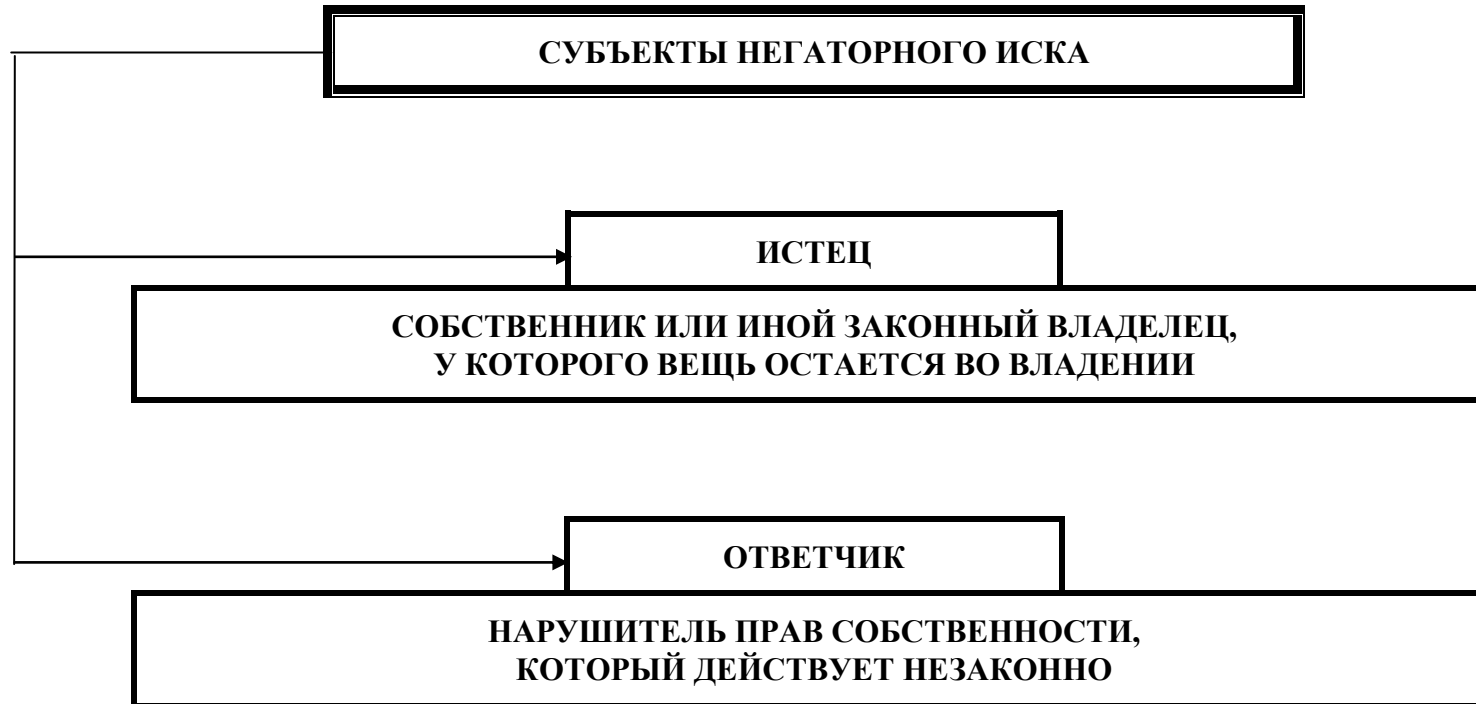 СУБЪЕКТЫ НЕГАТОРНОГО ИСКА
ИСТЕЦ
СОБСТВЕННИК ИЛИ ИНОЙ ЗАКОННЫЙ ВЛАДЕЛЕЦ,
У КОТОРОГО ВЕЩЬ ОСТАЕТСЯ ВО ВЛАДЕНИИ
ОТВЕТЧИК
НАРУШИТЕЛЬ ПРАВ СОБСТВЕННОСТИ,
КОТОРЫЙ ДЕЙСТВУЕТ НЕЗАКОННО